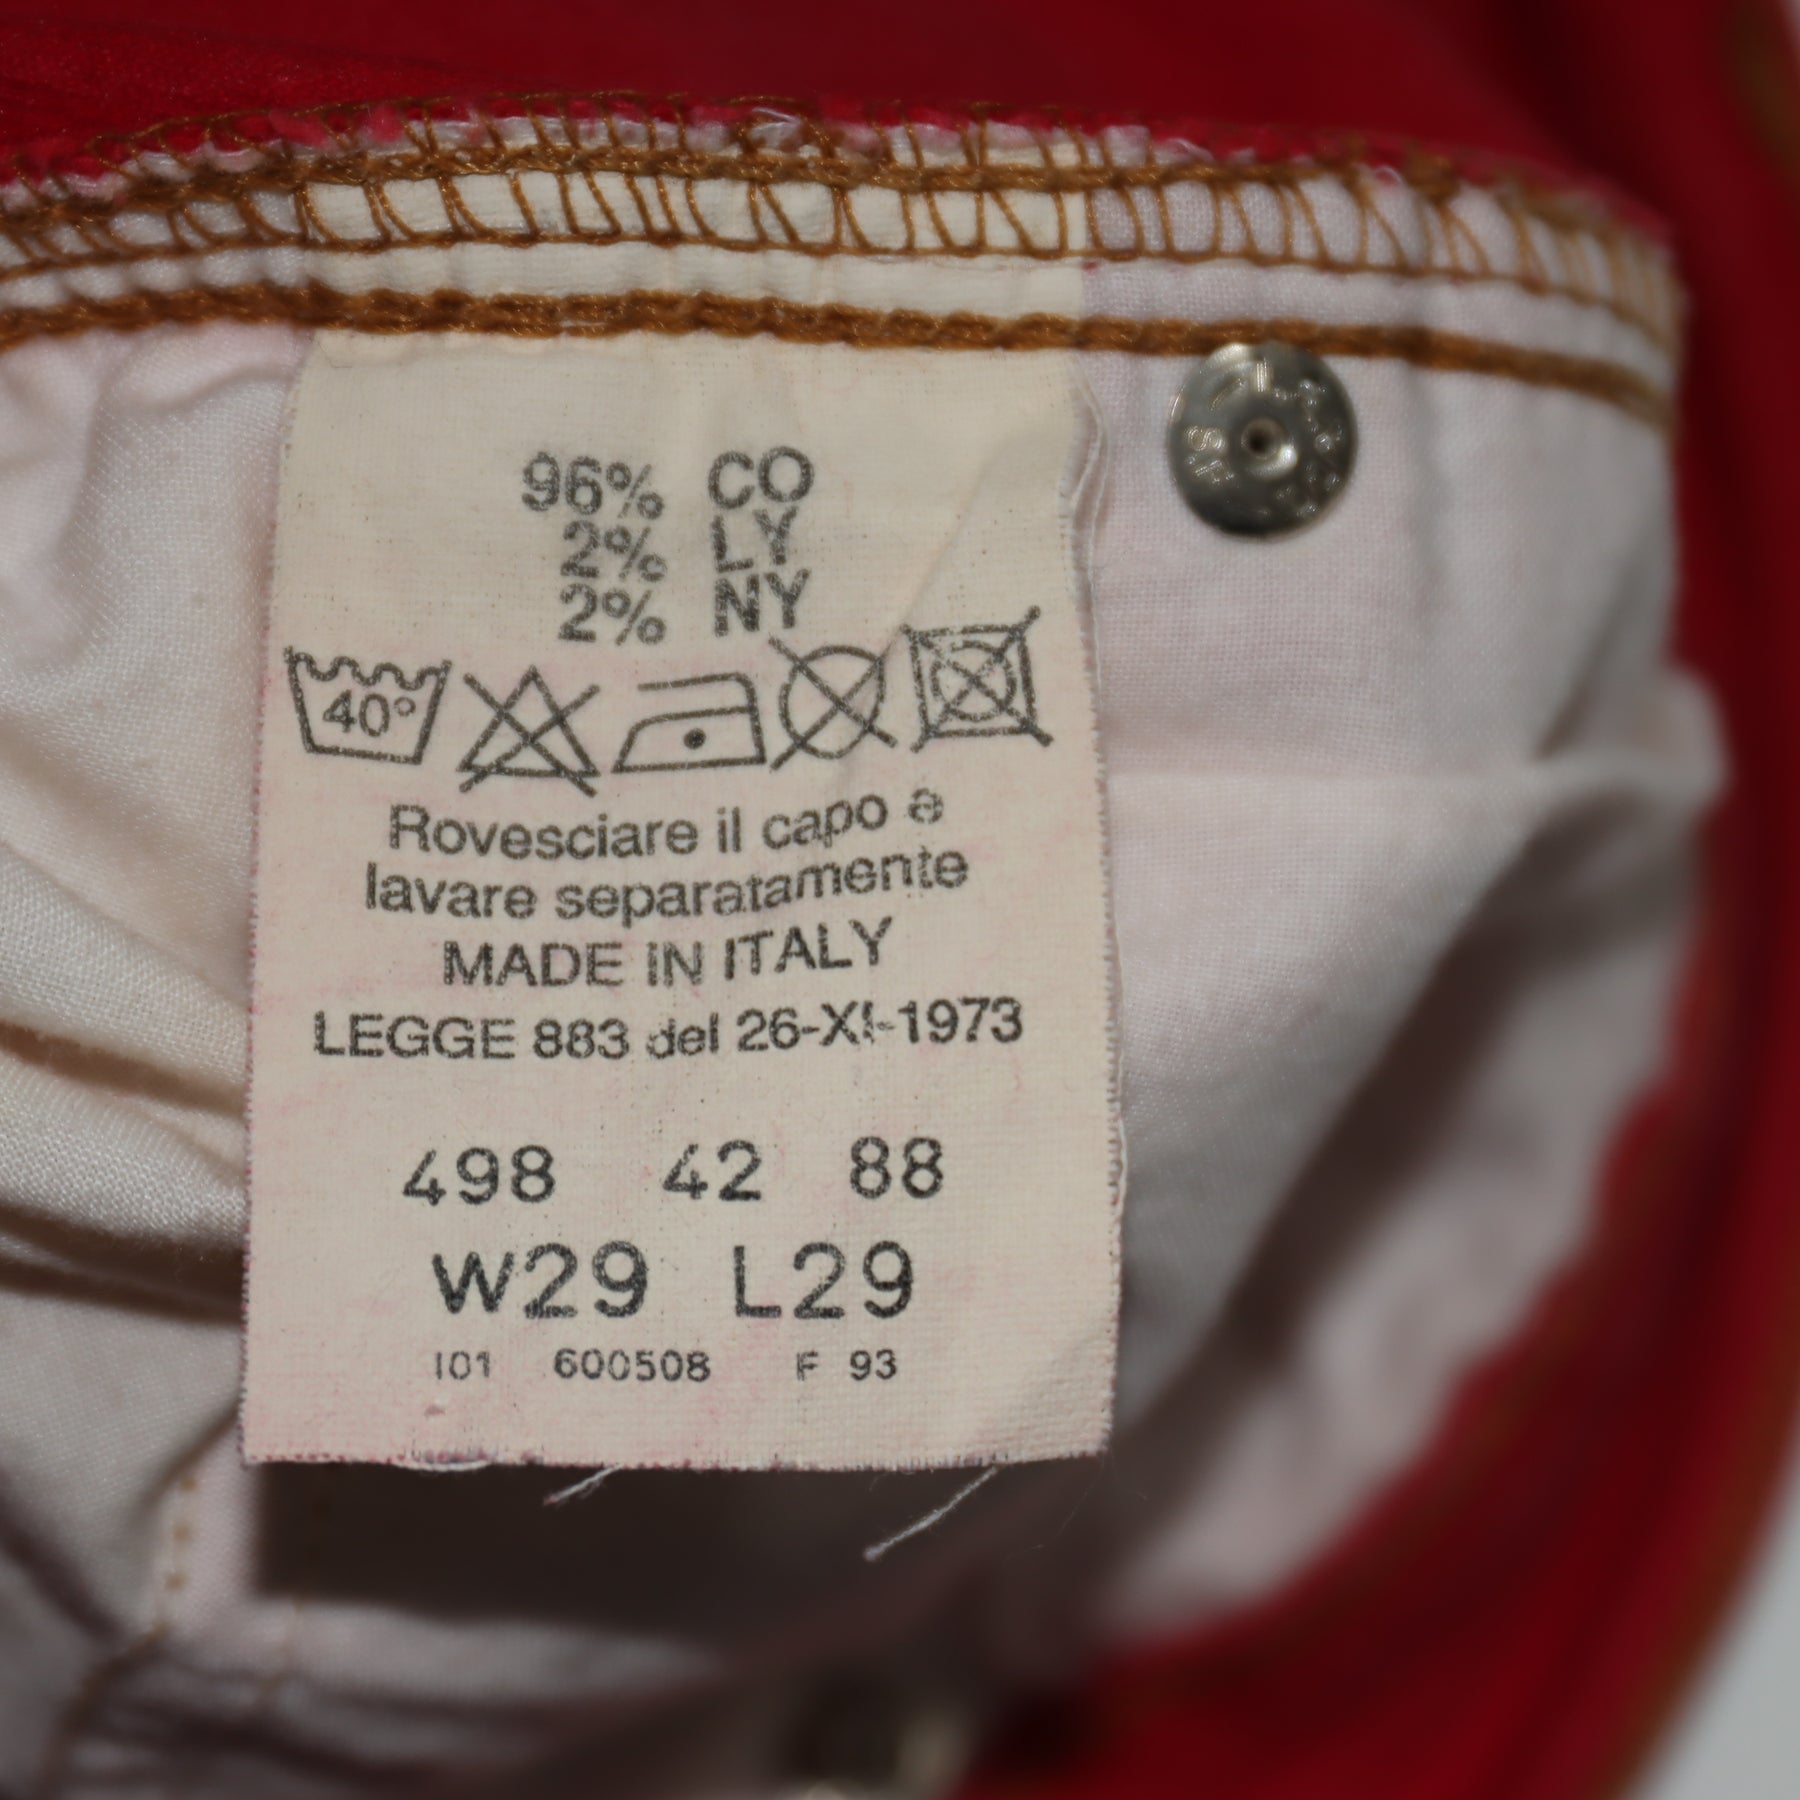 96% CO
2% LY
2% NY
40°
Rovesciare il capo e
lavare separatamente
MADE IN ITALY
LEGGE 883 del 26-XI-1973
498 42 88
W29 L29
101 600508 F 93